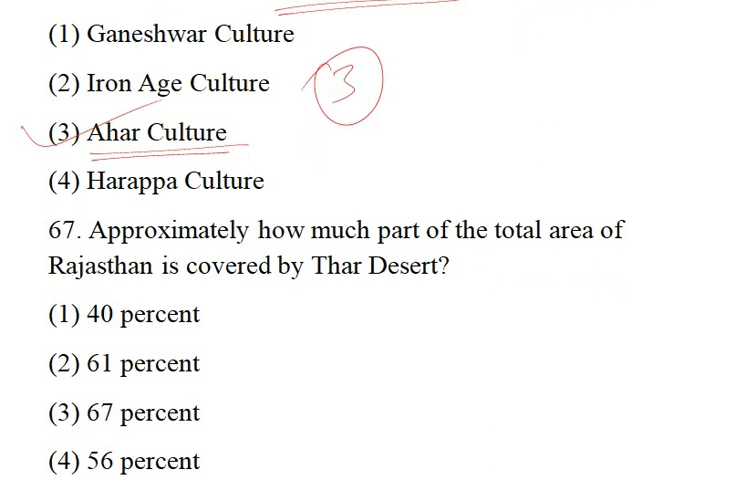 (1) Ganeshwar Culture
(2) Iron Age Culture
3
(3) Ahar Culture
(4) Harappa Culture
67. Approximately how much part of the total area of
Rajasthan is covered by Thar Desert?
(1) 40 percent
(2) 61 percent
(3) 67 percent
(4) 56 percent